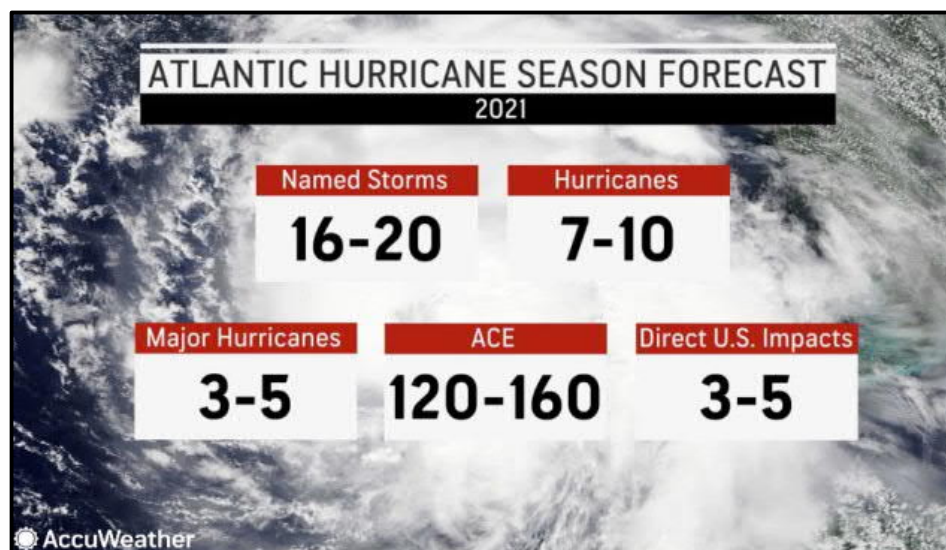 ATLANTIC HURRICANE SEASON FORECAST
2021
Named Storms
16-20
Hurricanes
7-10
Major Hurricanes
3-5
ACE
120-160
Direct U.S. Impacts
3-5
AccuWeather